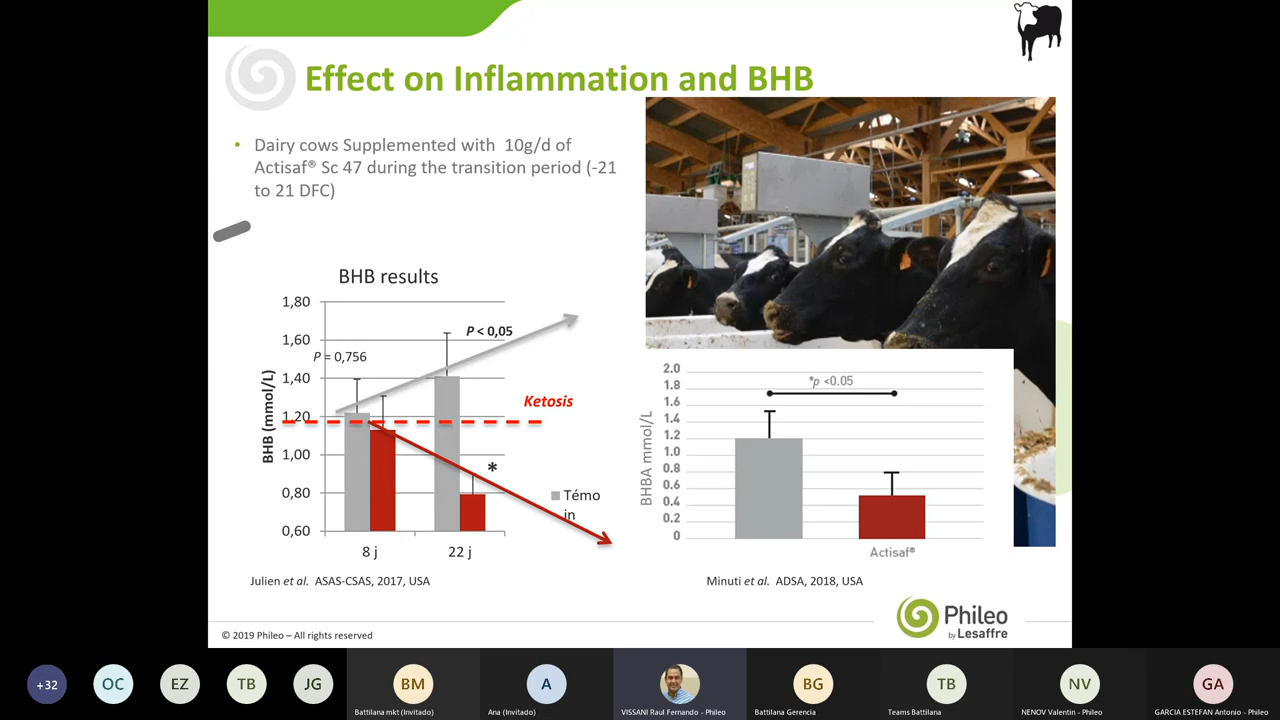 Effect on Inflammation and BHB
• Dairy cows Supplemented with 10g/d of
Actisaf® Sc 47 during the transition period (-21
to 21 DFC)
BHB results
BHB (mmol/L)
1,80
1,60
1,40
1,20
1,00
0,80
0,60
P = 0,756
P < 0,05
Ketosis
*
Témo
in
8 j
22 j
Julien et al. ASAS-CSAS, 2017, USA
BHBA mmol/L
2.0
1.8
1.6
1.4
1.2
1.0
0.8
0.6
0.4
0.2
0
*p <0.05
Actisaf®
Minuti et al. ADSA, 2018, USA
© 2019 Phileo – All rights reserved
Phileo
by Lesaffre
+32
OC
EZ
TB
JG
BM
Battilana mkt (Invitado)
A
Ana (Invitado)
VISSANI Raul Fernando - Phileo
BG
Battilana Gerencia
TB
Teams Battilana
NV
NENOV Valentin - Phileo
GA
GARCIA ESTEFAN Antonio - Phileo